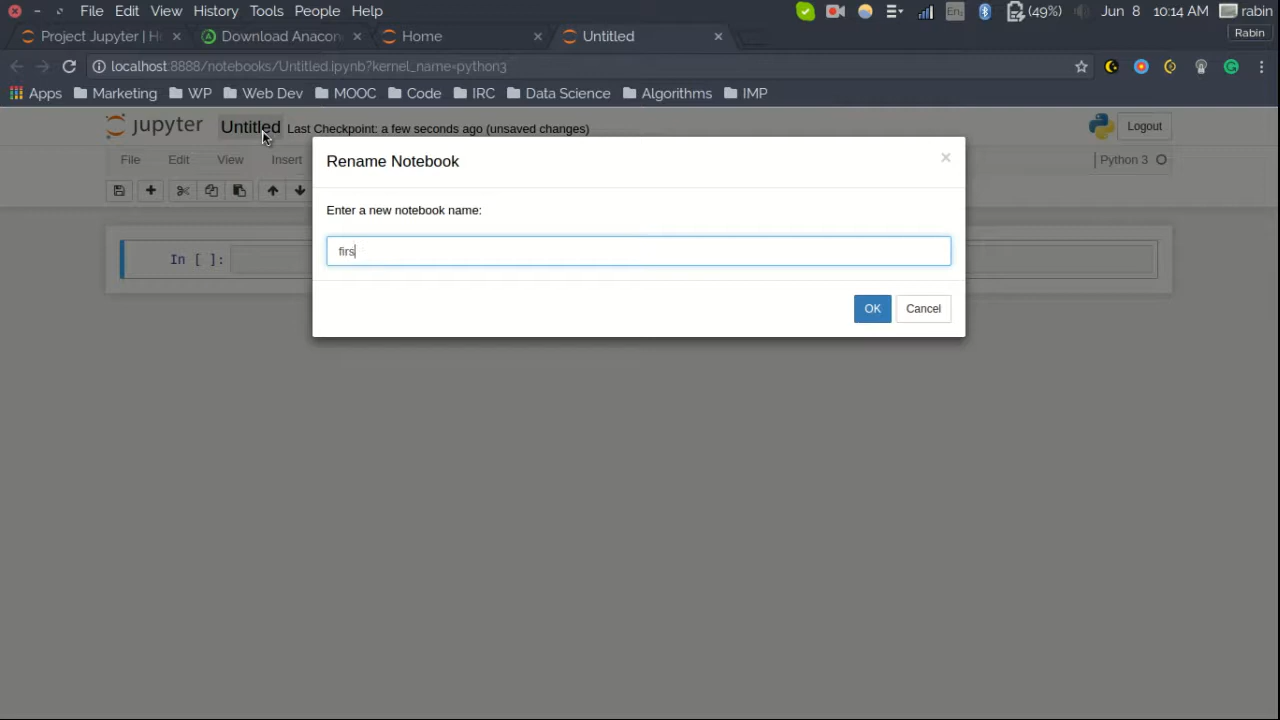 File Edit View History Tools People Help En₁ (49%) Jun 8 10:14 AM rabin
Project Jupyter | H Download Anacon Home Untitled Rabin
localhost:8888/notebooks/Untitled.ipynb?kernel_name=python3
Apps Marketing WP Web Dev MOOC Code IRC Data Science Algorithms IMP
jupyter Untitled Last Checkpoint: a few seconds ago (unsaved changes) Logout
File Edit View Insert Python 3
Rename Notebook ×
Enter a new notebook name:
firs
In [ ]:
OK Cancel